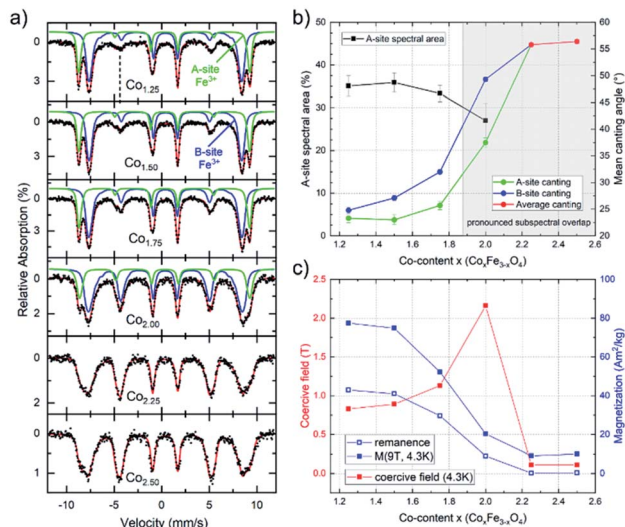 a)
A-site
Fe³⁺
Co₁.₂₅
B-site
Fe³⁺
Co₁.₅₀
Co₁.₇₅
Co₂.₀₀
Co₂.₂₅
Co₂.₅₀
Relative Absorption (%)
0
3
0
3
0
3
0
2
0
2
0
1
-10 -5 0 5 10
Velocity (mm/s)
b)
A-site spectral area (%)
50
40
30
20
10
0
A-site spectral area
A-site canting
B-site canting
Average canting
pronounced subspectral overlap
Mean canting angle (°)
60
55
50
45
40
35
30
25
20
1.2 1.4 1.6 1.8 2.0 2.2 2.4 2.6
Co-content x (CoₓFe₃₋ₓO₄)
c)
Coercive field (T)
2.5
2.0
1.5
1.0
0.5
0.0
remanence
M(9T, 4.3K)
coercive field (4.3K)
Magnetization (Am²/kg)
100
80
60
40
20
0
1.2 1.4 1.6 1.8 2.0 2.2 2.4 2.6
Co-content x (CoₓFe₃₋ₓO₄)